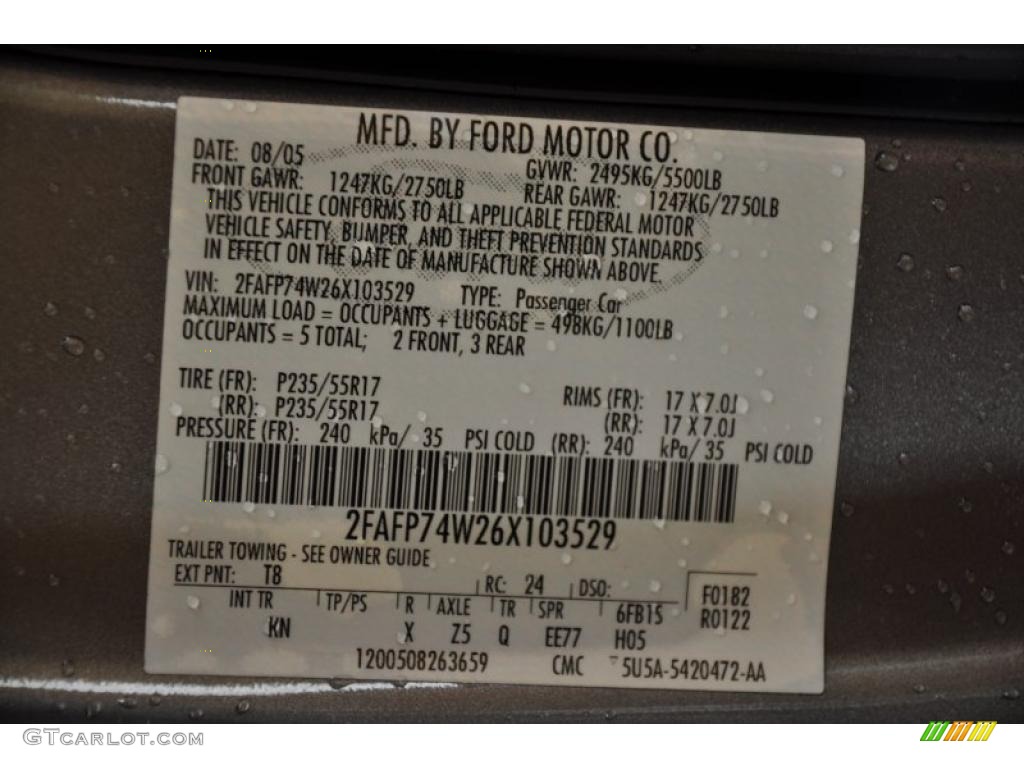 MFD. BY FORD MOTOR CO.
DATE: 08/05 GVWR: 2495KG/5500LB
FRONT GAWR: 1247KG/2750LB REAR GAWR: 1247KG/2750LB
THIS VEHICLE CONFORMS TO ALL APPLICABLE FEDERAL MOTOR
VEHICLE SAFETY, BUMPER, AND THEFT PREVENTION STANDARDS
IN EFFECT ON THE DATE OF MANUFACTURE SHOWN ABOVE.
VIN: 2FAFP74W26X103529 TYPE: Passenger Car
MAXIMUM LOAD = OCCUPANTS + LUGGAGE = 498KG/1100LB
OCCUPANTS = 5 TOTAL; 2 FRONT, 3 REAR
TIRE (FR): P235/55R17 RIMS (FR): 17 X 7.0J
(RR): P235/55R17 (RR): 17 X 7.0J
PRESSURE (FR): 240 kPa/ 35 PSI COLD (RR): 240 kPa/ 35 PSI COLD
2FAFP74W26X103529
TRAILER TOWING - SEE OWNER GUIDE
EXT PNT: T8 RC: 24 DSO: F0182
INT TR TP/PS R AXLE TR SPR 6FB15 R0122
KN X Z5 Q EE77 H05
1200508263659 CMC 5U5A-5420472-AA
GTCARLOT.COM